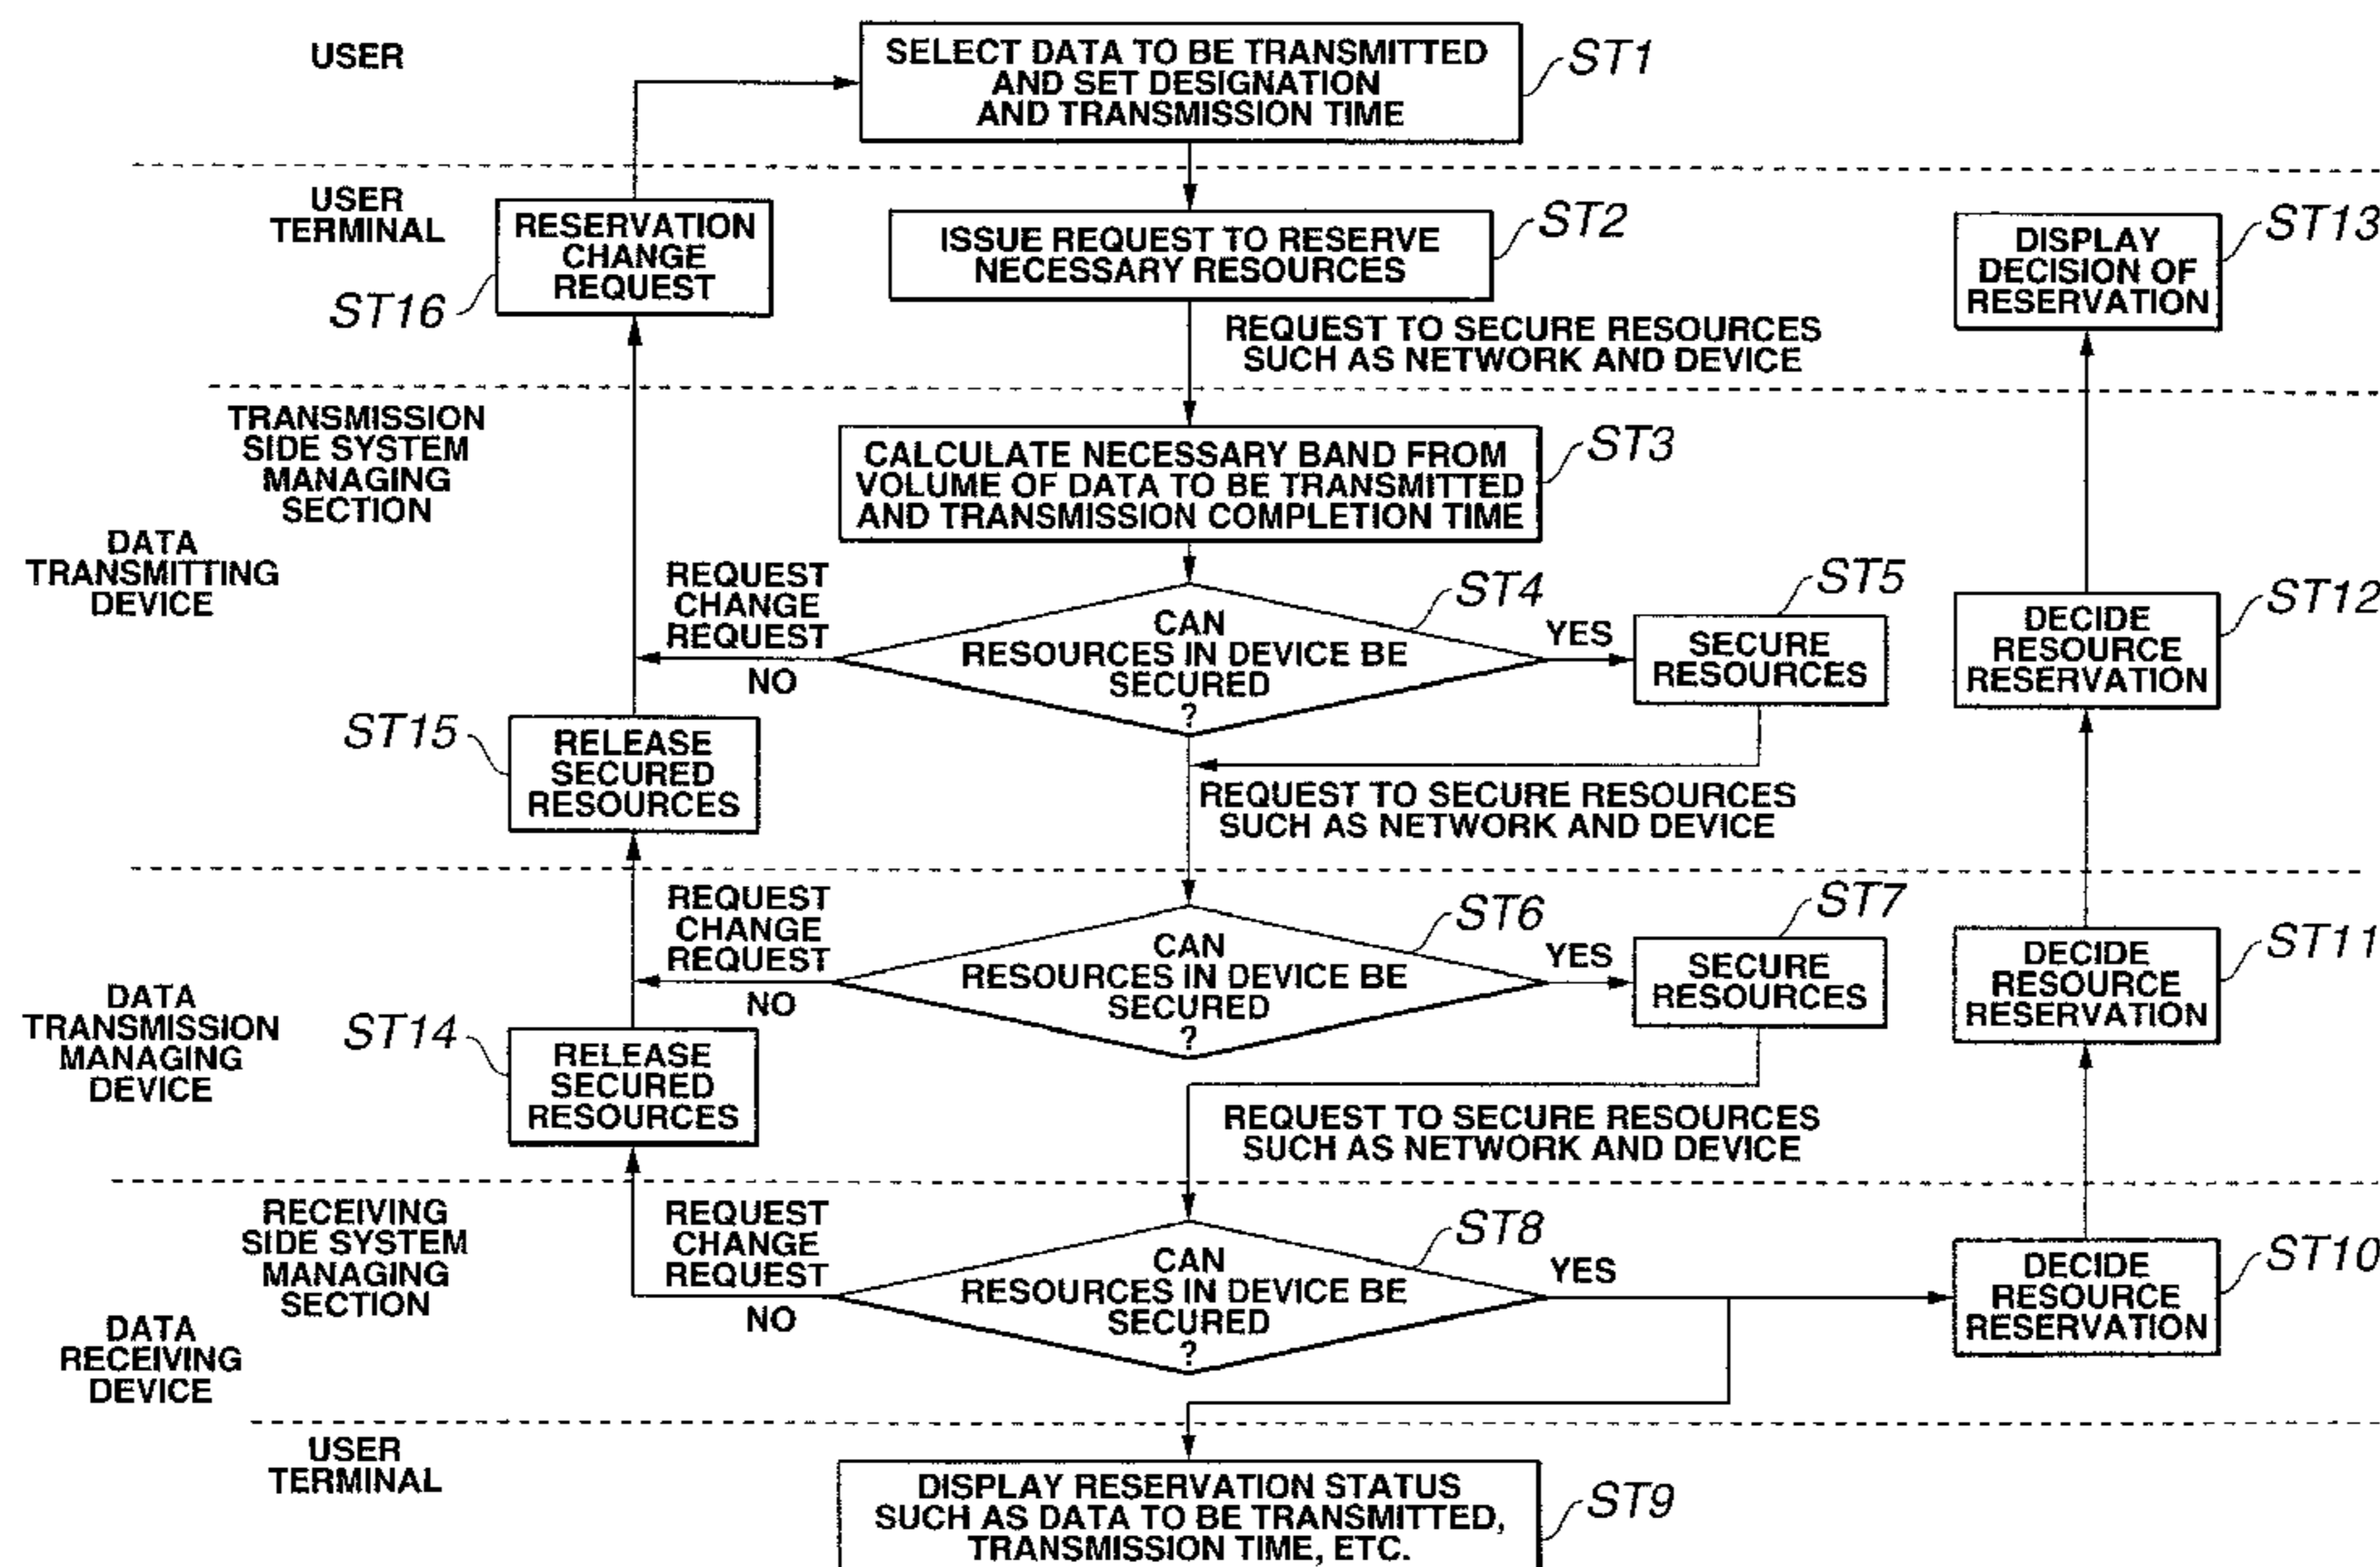 USER
SELECT DATA TO BE TRANSMITTED
AND SET DESIGNATION
AND TRANSMISSION TIME
ST1
USER
TERMINAL
RESERVATION
CHANGE
REQUEST
ST16
ISSUE REQUEST TO RESERVE
NECESSARY RESOURCES
ST2
DISPLAY
DECISION OF
RESERVATION
ST13
REQUEST TO SECURE RESOURCES
SUCH AS NETWORK AND DEVICE
TRANSMISSION
SIDE SYSTEM
MANAGING
SECTION
CALCULATE NECESSARY BAND FROM
VOLUME OF DATA TO BE TRANSMITTED
AND TRANSMISSION COMPLETION TIME
ST3
DATA
TRANSMITTING
DEVICE
REQUEST
CHANGE
REQUEST
NO
CAN
RESOURCES IN DEVICE BE
SECURED
?
ST4
YES
SECURE
RESOURCES
ST5
DECIDE
RESOURCE
RESERVATION
ST12
ST15
RELEASE
SECURED
RESOURCES
REQUEST TO SECURE RESOURCES
SUCH AS NETWORK AND DEVICE
REQUEST
CHANGE
REQUEST
NO
CAN
RESOURCES IN DEVICE BE
SECURED
?
ST6
YES
SECURE
RESOURCES
ST7
DECIDE
RESOURCE
RESERVATION
ST11
DATA
TRANSMISSION
MANAGING
DEVICE
ST14
RELEASE
SECURED
RESOURCES
REQUEST TO SECURE RESOURCES
SUCH AS NETWORK AND DEVICE
RECEIVING
SIDE SYSTEM
MANAGING
SECTION
REQUEST
CHANGE
REQUEST
NO
CAN
RESOURCES IN DEVICE BE
SECURED
?
ST8
YES
DECIDE
RESOURCE
RESERVATION
ST10
DATA
RECEIVING
DEVICE
USER
TERMINAL
DISPLAY RESERVATION STATUS
SUCH AS DATA TO BE TRANSMITTED,
TRANSMISSION TIME, ETC.
ST9